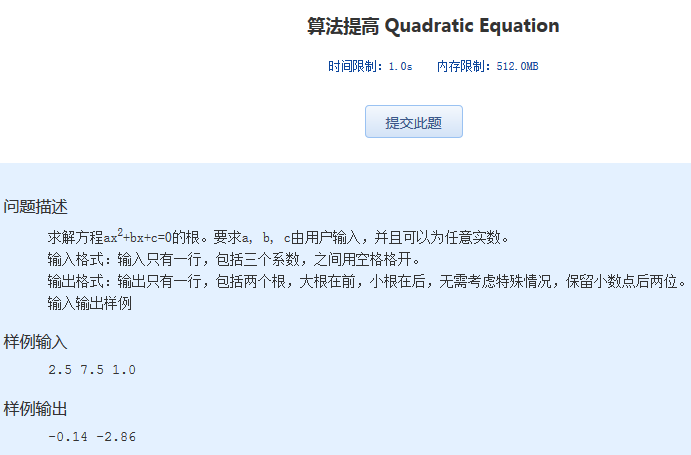 算法提高 Quadratic Equation
时间限制：1.0s 内存限制：512.0MB
提交此题
问题描述
求解方程ax²+bx+c=0的根。要求a, b, c由用户输入，并且可以为任意实数。
输入格式：输入只有一行，包括三个系数，之间用空格格开。
输出格式：输出只有一行，包括两个根，大根在前，小根在后，无需考虑特殊情况，保留小数点后两位。
输入输出样例
样例输入
2.5 7.5 1.0
样例输出
-0.14 -2.86